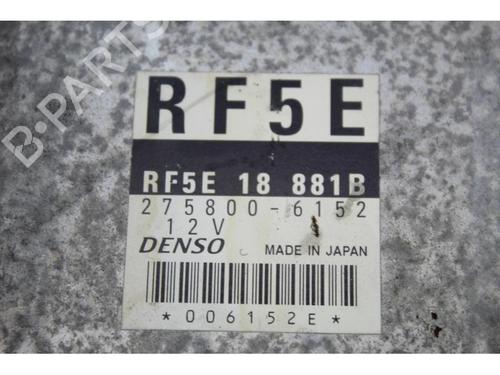 B-PARTS
RF5E
RF5E 18 881B
275800-6152
12V
DENSO MADE IN JAPAN
*006152E*